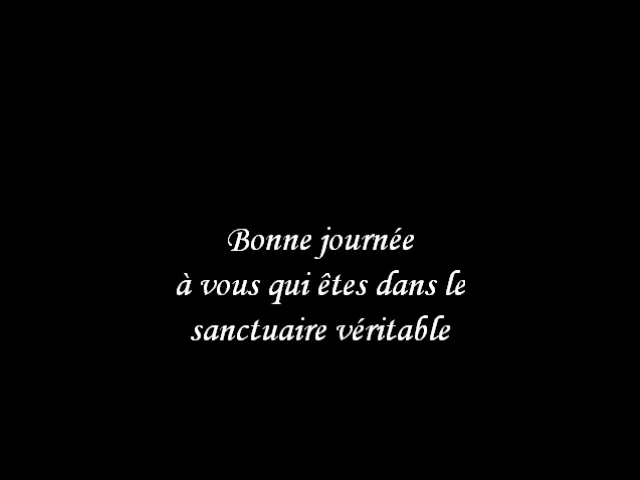 Bonne journée
à vous qui êtes dans le
sanctuaire véritable